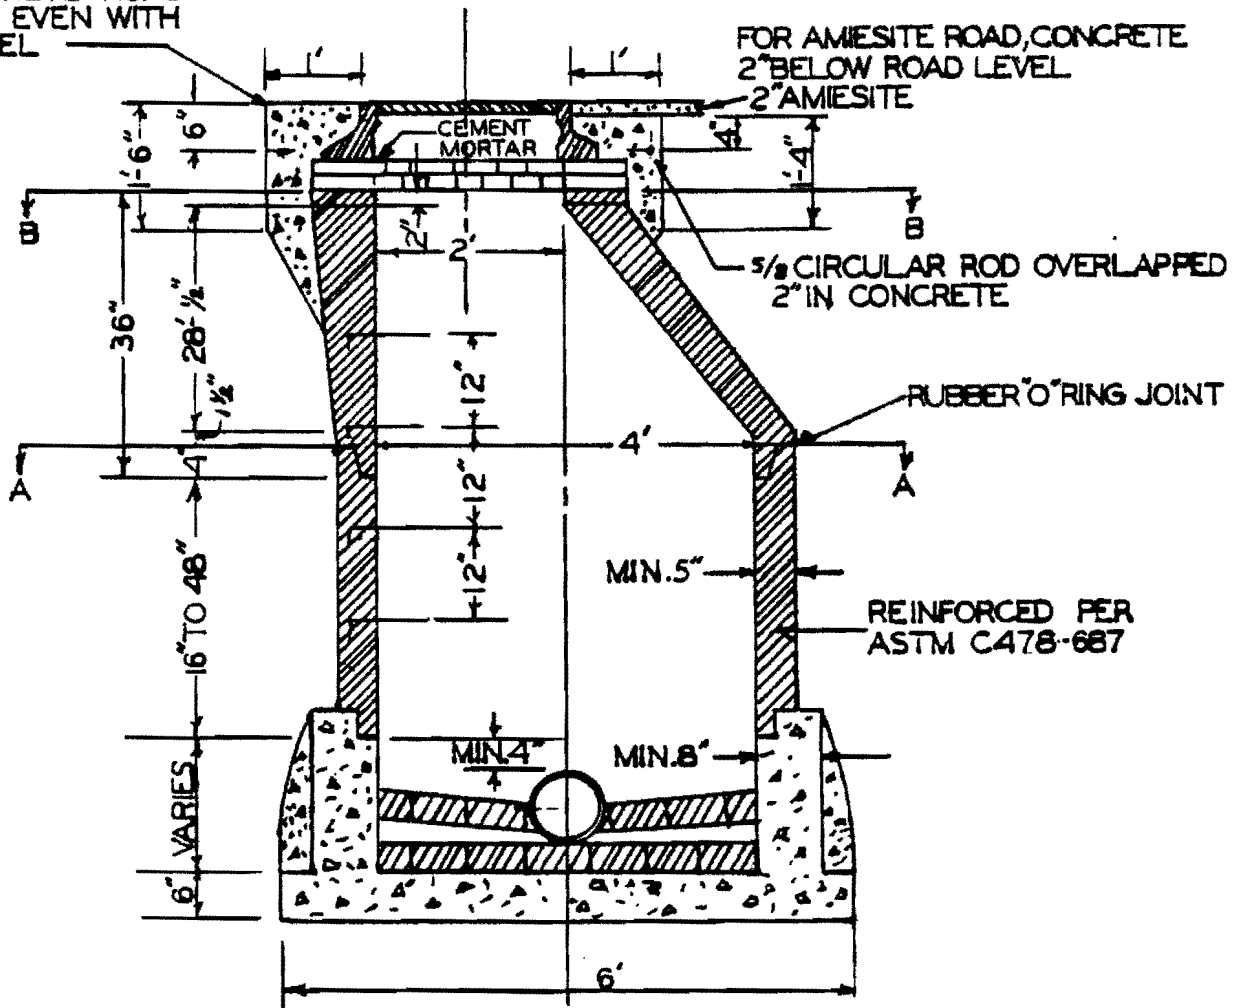 EVEN WITH
EL
1'
1'
FOR AMIESITE ROAD, CONCRETE
2" BELOW ROAD LEVEL
2" AMIESITE
CEMENT
MORTAR
6"
1'-6"
4"
1'-4"
B
B
2"
2'
5/8 CIRCULAR ROD OVERLAPPED
2" IN CONCRETE
36"
28'-1/2"
1 1/2"
12"
RUBBER "O" RING JOINT
4"
4'
A
A
12"
12"
16" TO 48"
MIN. 5"
REINFORCED PER
ASTM C478-687
MIN. 4"
MIN. 8"
VARIES
6"
6'